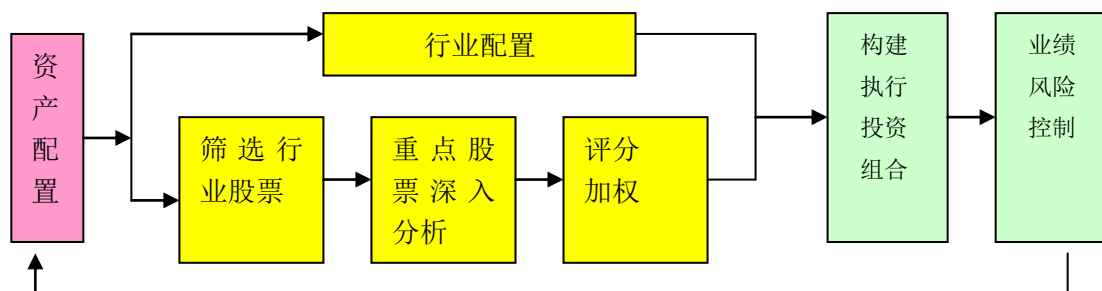 资
产
配
置
行业配置
筛选行
业股票
重点股
票深入
分析
评分
加权
构建
执行
投资
组合
业绩
风险
控制